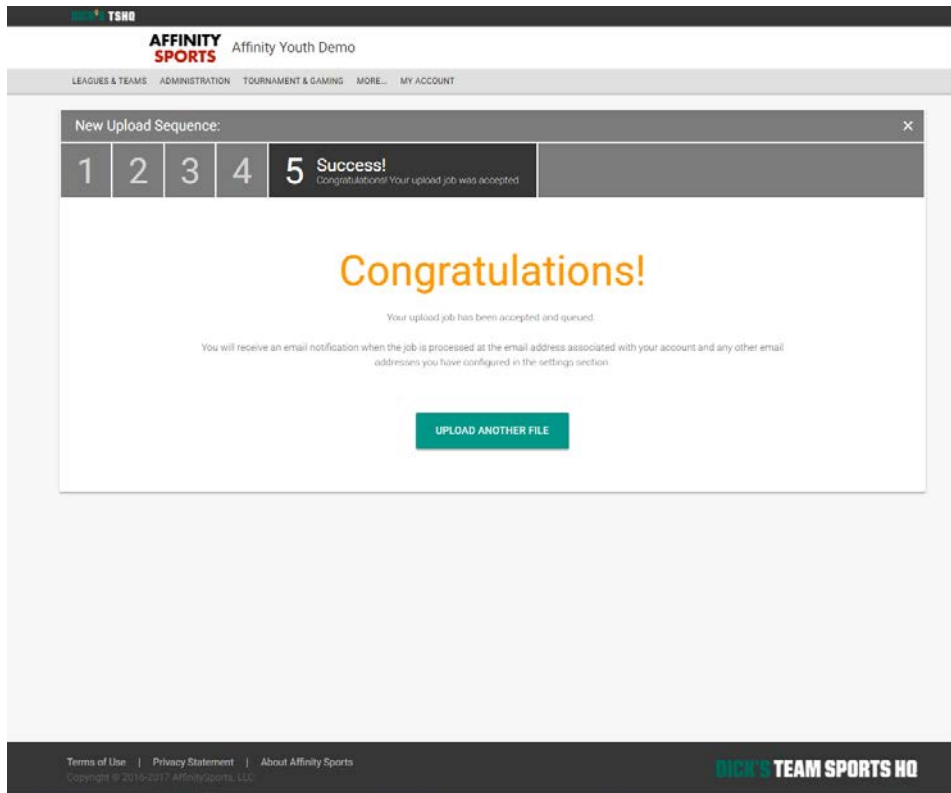 DICK'S TSHQ
AFFINITY
SPORTS
Affinity Youth Demo
LEAGUES & TEAMS ADMINISTRATION TOURNAMENT & GAMING MORE... MY ACCOUNT
New Upload Sequence: ×
1 2 3 4 5 Success!
Congratulations! Your upload job was accepted
Congratulations!
Your upload job has been accepted and queued.
You will receive an email notification when the job is processed at the email address associated with your account and any other email
addresses you have configured in the settings section.
UPLOAD ANOTHER FILE
Terms of Use | Privacy Statement | About Affinity Sports
Copyright © 2016-2017 AffinitySports, LLC
DICK'S TEAM SPORTS HQ